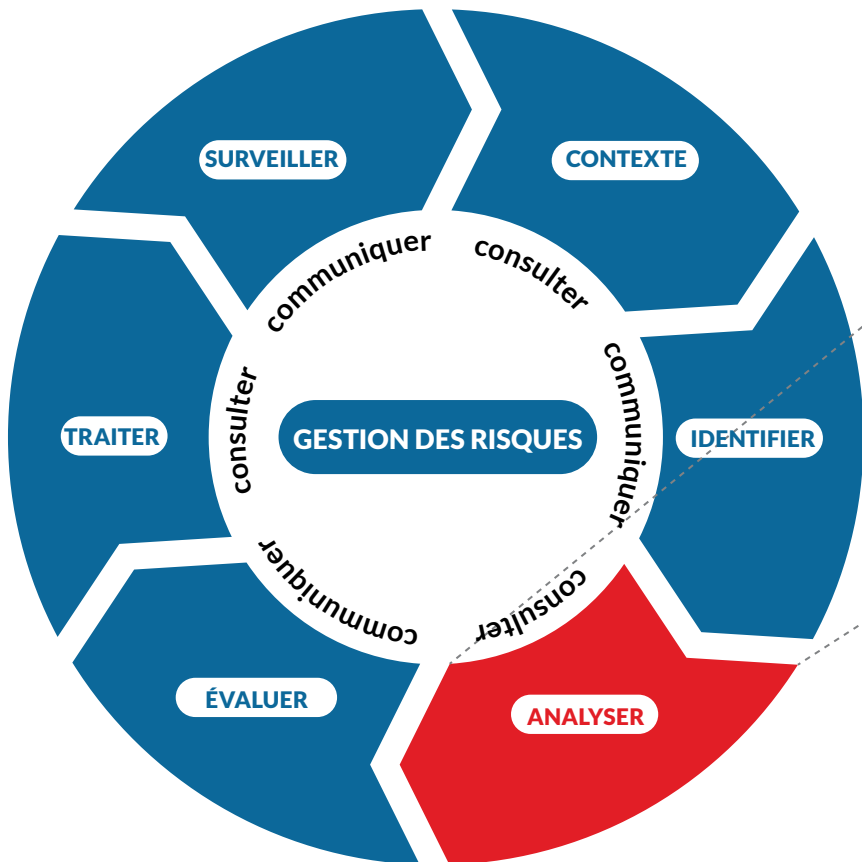 SURVEILLER
CONTEXTE
communiquer
consulter
communiquer
consulter
TRAITER
GESTION DES RISQUES
IDENTIFIER
communiquer
consulter
ÉVALUER
ANALYSER